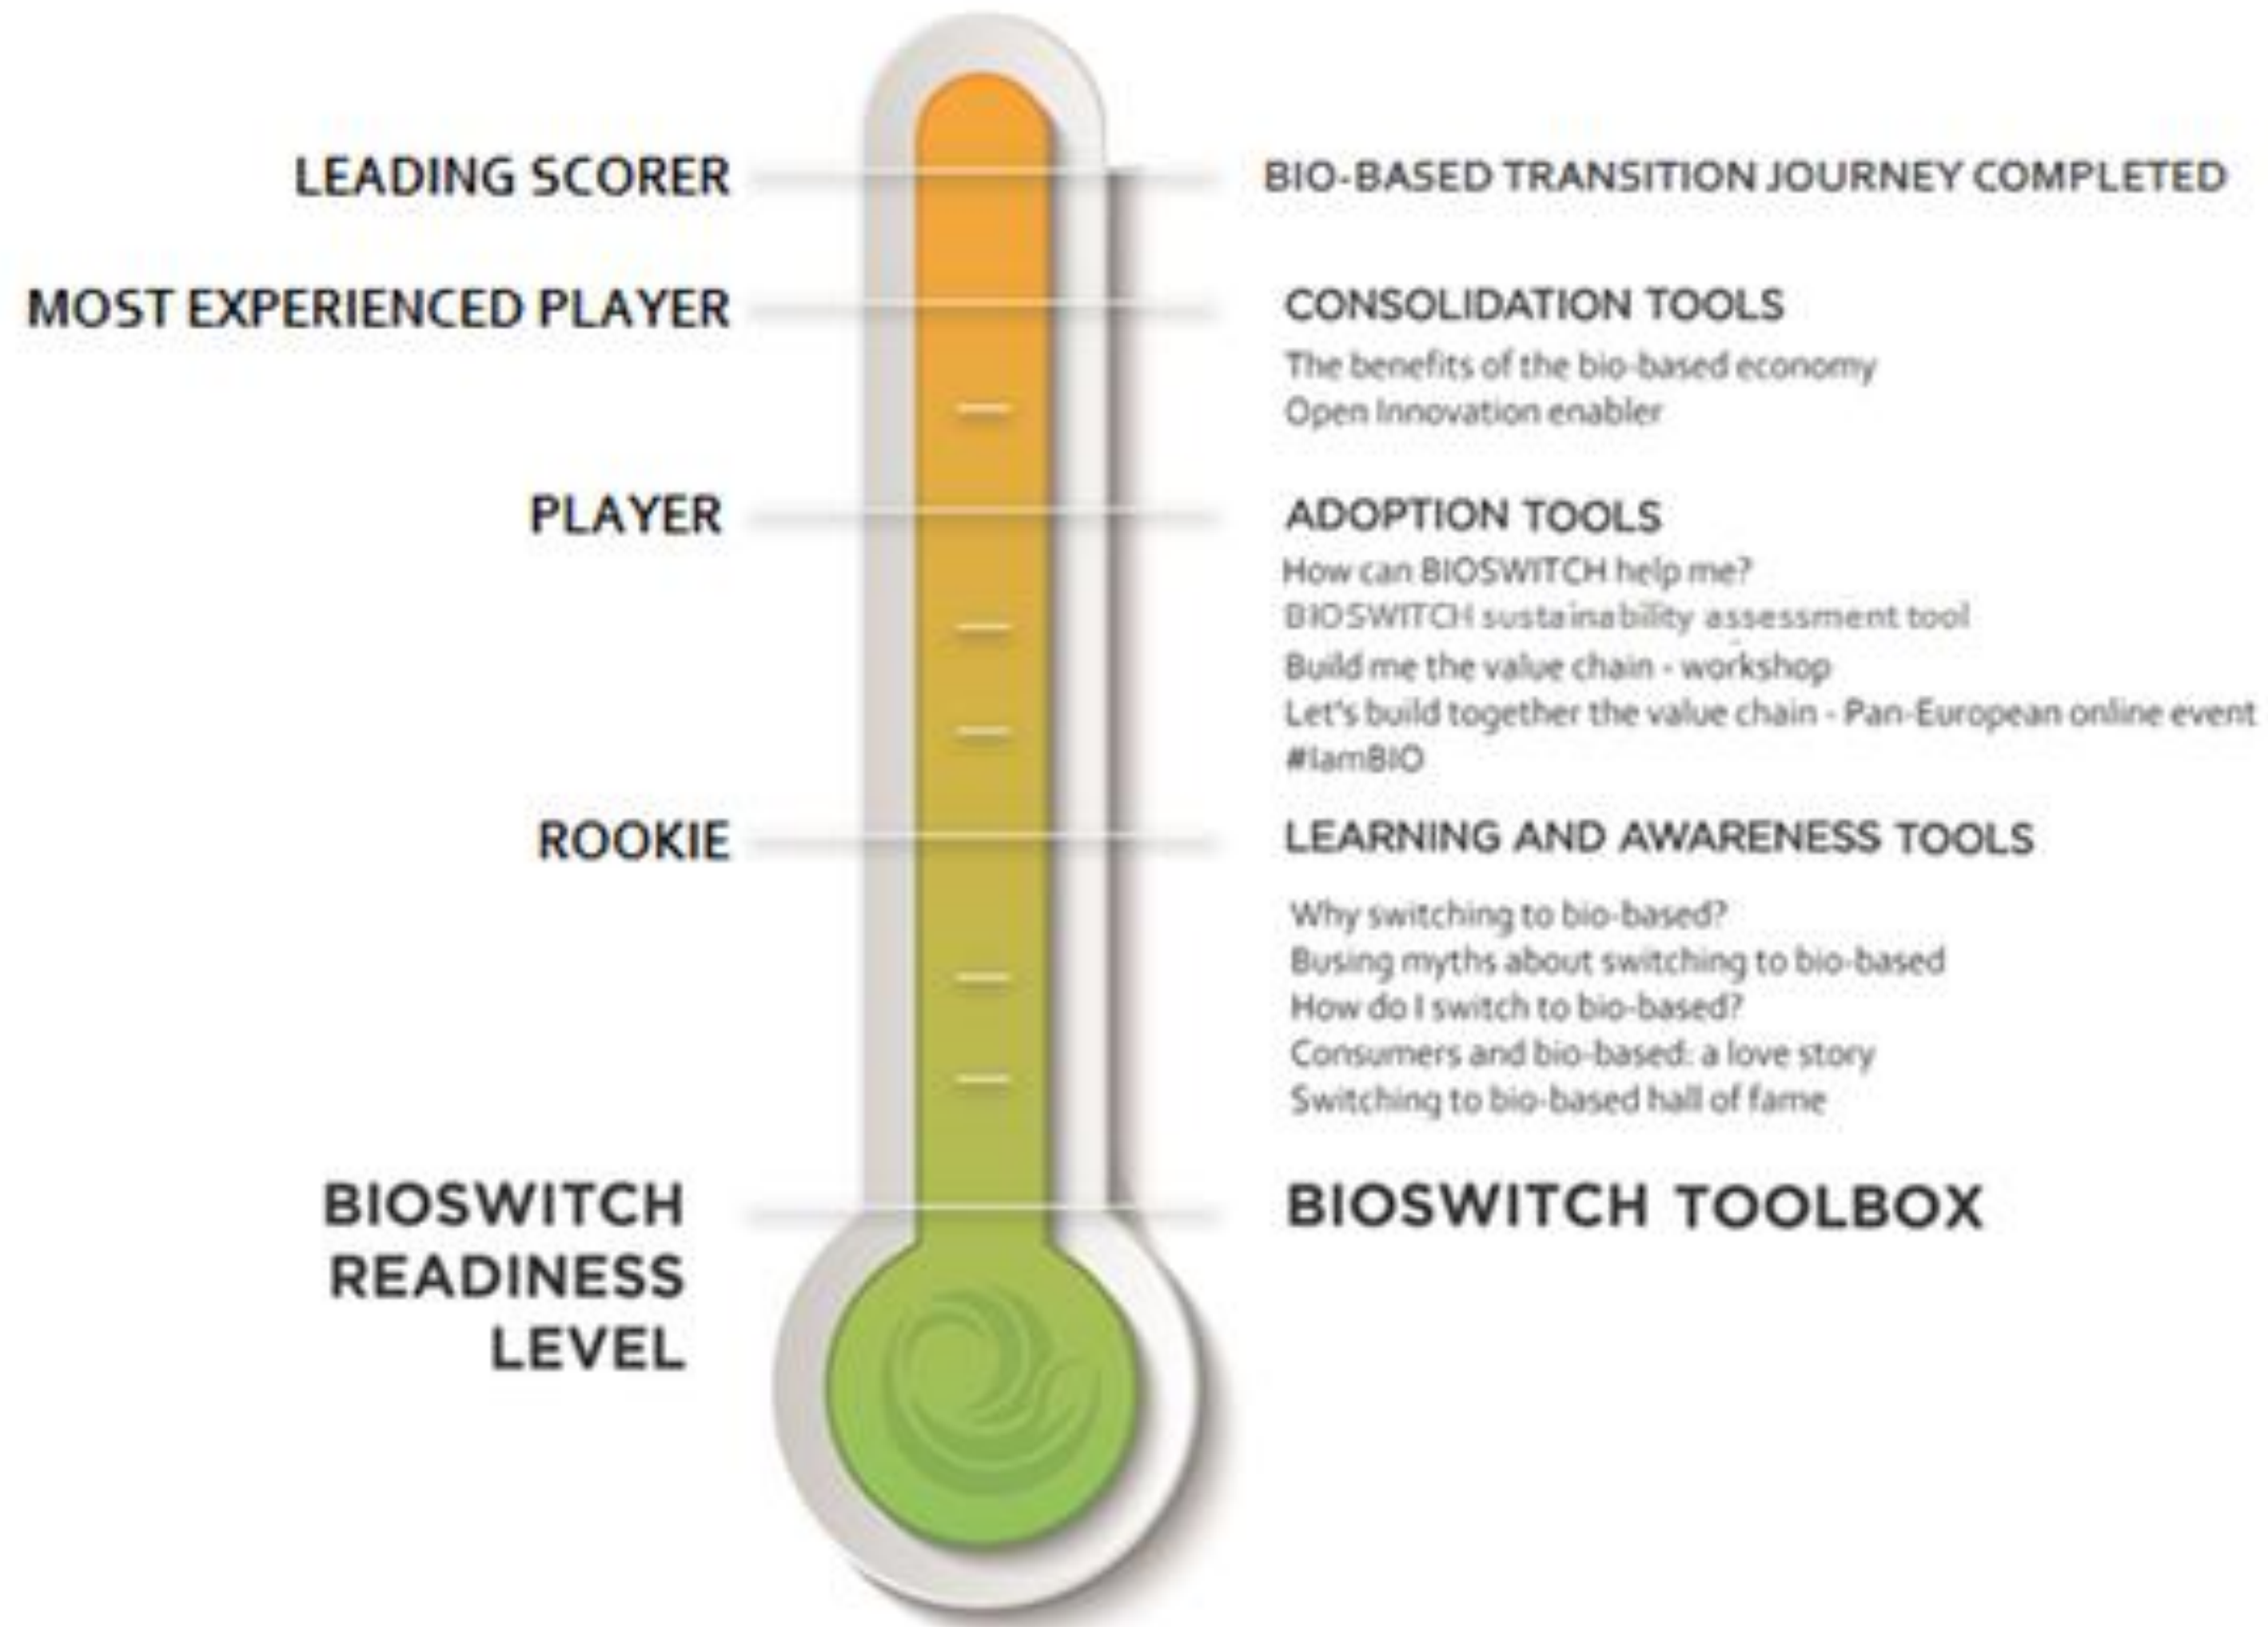 LEADING SCORER
BIO-BASED TRANSITION JOURNEY COMPLETED
MOST EXPERIENCED PLAYER
CONSOLIDATION TOOLS
The benefits of the bio-based economy
Open Innovation enabler
PLAYER
ADOPTION TOOLS
How can BIOSWITCH help me?
BIOSWITCH sustainability assessment tool
Build me the value chain - workshop
Let's build together the value chain - Pan-European online event
#IamBIO
ROOKIE
LEARNING AND AWARENESS TOOLS
Why switching to bio-based?
Busing myths about switching to bio-based
How do I switch to bio-based?
Consumers and bio-based: a love story
Switching to bio-based hall of fame
BIOSWITCH
READINESS
LEVEL
BIOSWITCH TOOLBOX